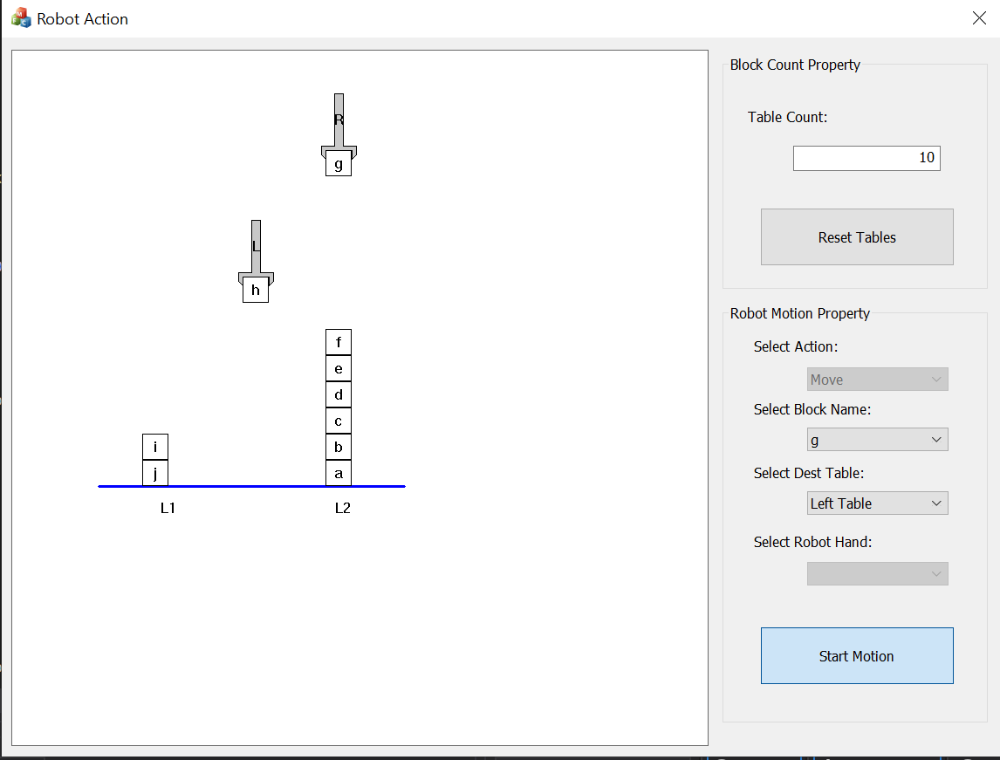 Robot Action
R
g
L
h
f
e
d
c
i
b
j
a
L1
L2
Block Count Property
Table Count:
10
Reset Tables
Robot Motion Property
Select Action:
Move
Select Block Name:
g
Select Dest Table:
Left Table
Select Robot Hand:
Start Motion